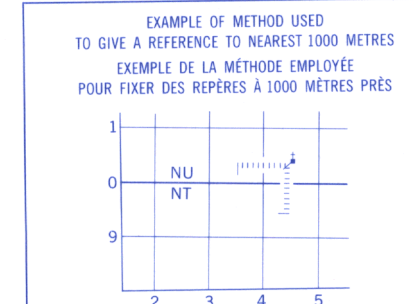 EXAMPLE OF METHOD USED
TO GIVE A REFERENCE TO NEAREST 1000 METRES
EXEMPLE DE LA MÉTHODE EMPLOYÉE
POUR FIXER DES REPÈRES À 1000 MÈTRES PRÈS
1
NU
0
NT
9
2 3 4 5